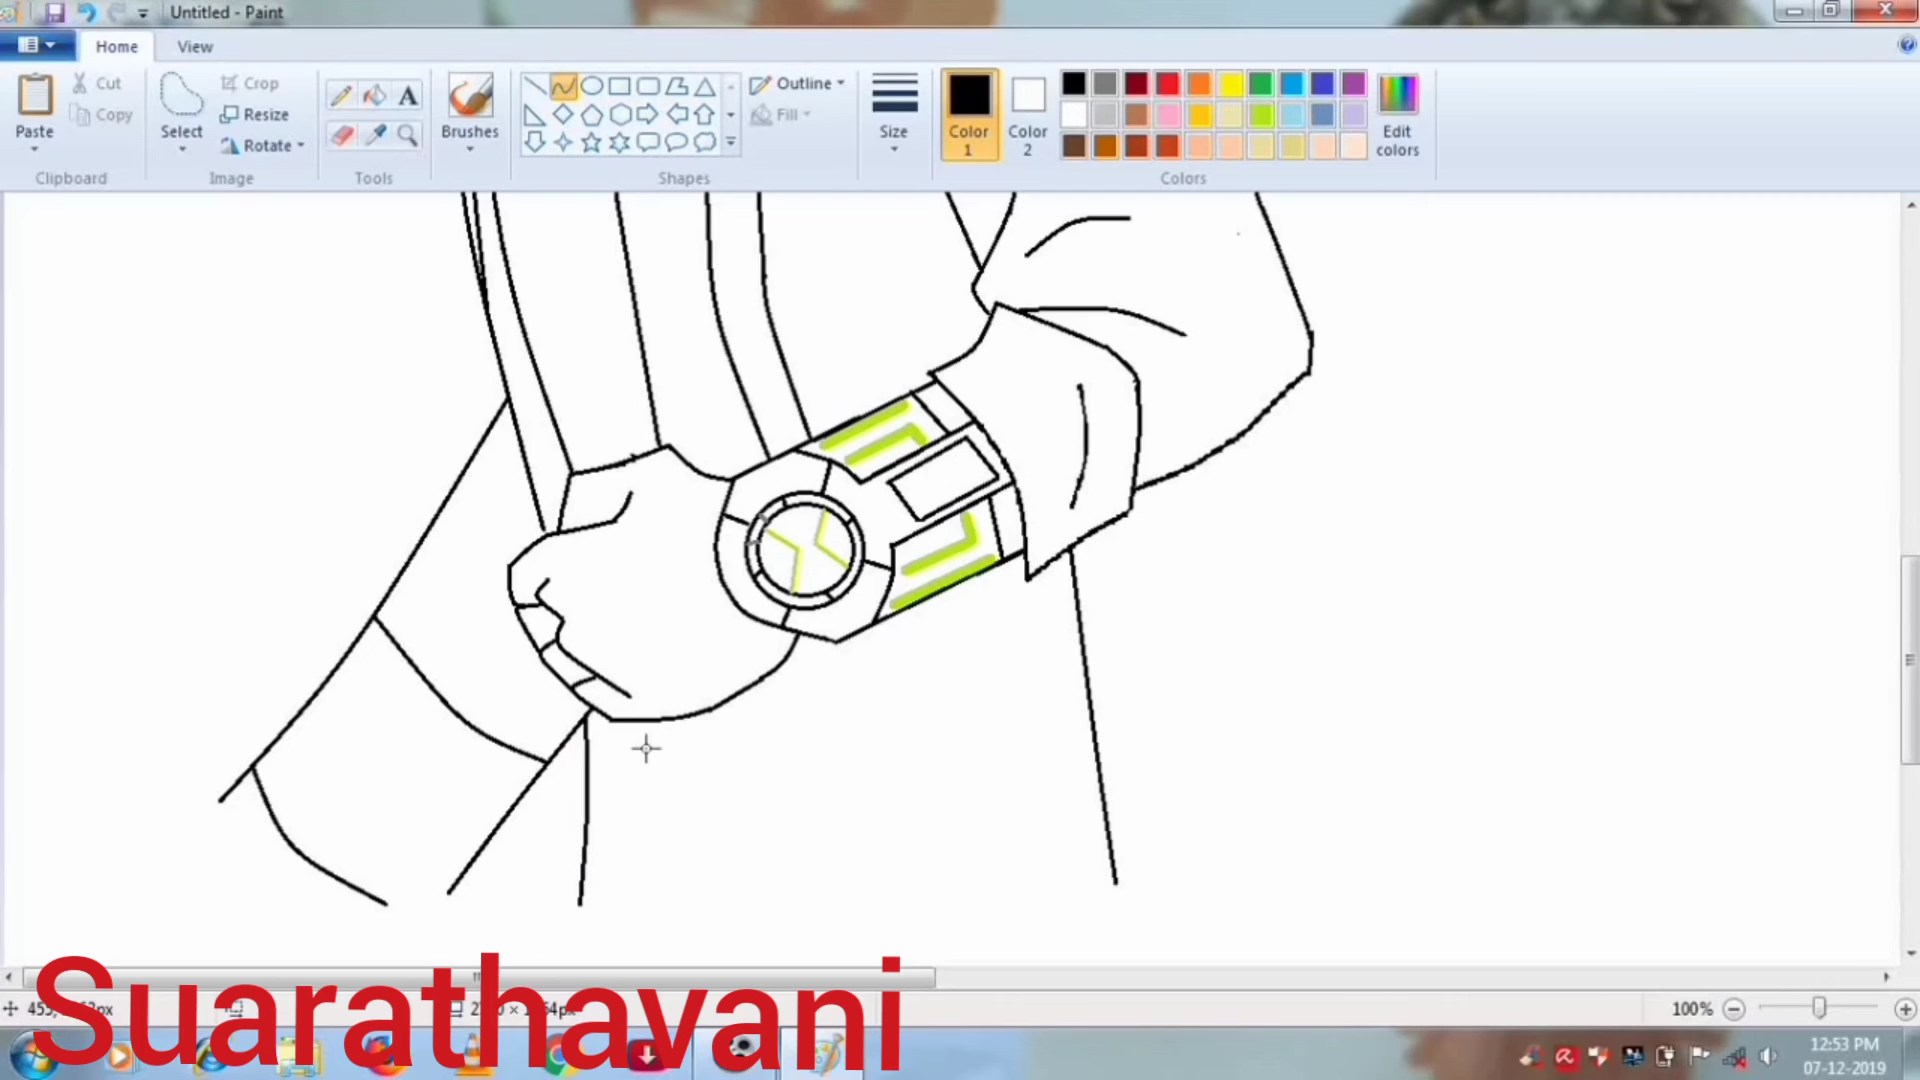 Untitled - Paint
Home View
Cut
Copy
Paste
Clipboard
Crop
Resize
Rotate
Select
Image
Tools
Brushes
Shapes
Outline
Fill
Size
Color 1
Color 2
Edit colors
Colors
100%
Suarathavani
12:53 PM
07-12-2019